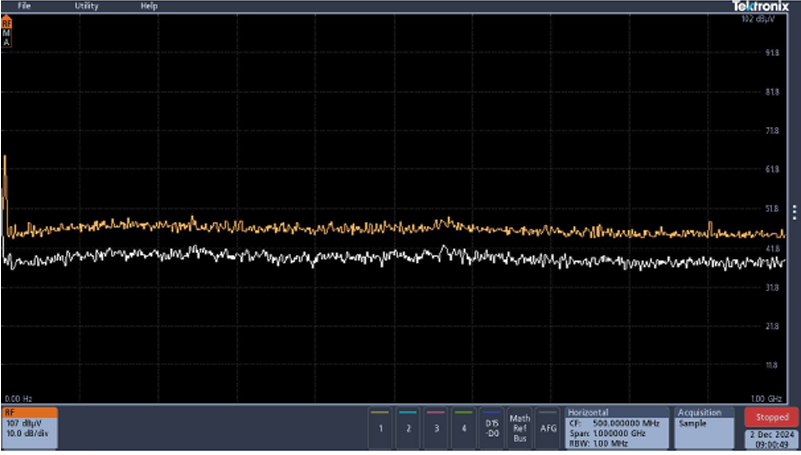 File Utility Help Tektronix
RF
M
A
102 dBµV
91.8
81.8
71.8
61.8
51.8
41.8
31.8
21.8
11.8
0.00 Hz 1.00 GHz
RF
107 dBµV
10.0 dB/div
1
2
3
4
D15
-D0
Math
Ref
Bus
AFG
Horizontal
CF: 500.000000 MHz
Span: 1.000000 GHz
RBW: 1.00 MHz
Acquisition
Sample
Stopped
2 Dec 2024
09:00:49